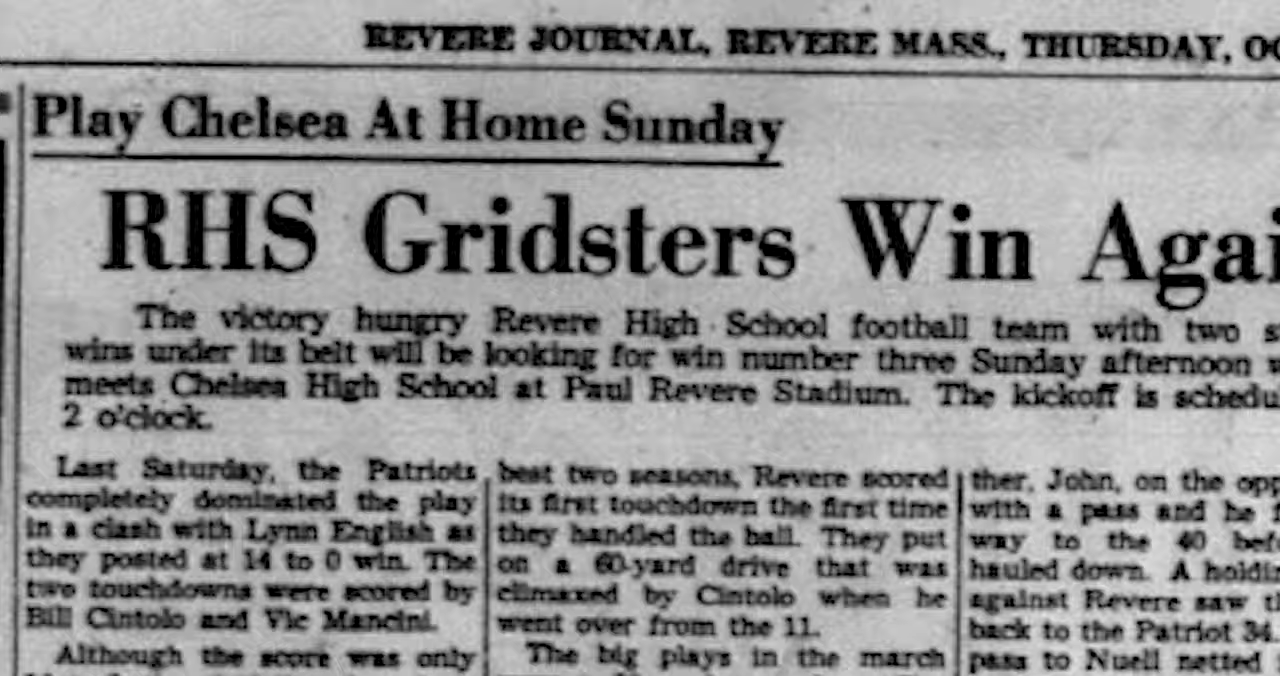 REVERE JOURNAL, REVERE MASS., THURSDAY,
Play Chelsea At Home Sunday
RHS Gridsters Win Agai
The victory hungry Revere High School football team with two s
wins under its belt will be looking for win number three Sunday afternoon w
meets Chelsea High School at Paul Revere Stadium. The kickoff is schedu
2 o'clock.
Last Saturday, the Patriots
completely dominated the play
in a clash with Lynn English as
they posted at 14 to 0 win. The
two touchdowns were scored by
Bill Cintolo and Vic Mancini.
Although the score was only
best two seasons, Revere scored
its first touchdown the first time
they handled the ball. They put
on a 60-yard drive that was
climaxed by Cintolo when he
went over from the 11.
The big plays in the march
ther, John, on the opp
with a pass and he
way to the 40 befo
hauled down. A holdin
against Revere saw th
back to the Patriot 34.
pass to Nuell netted